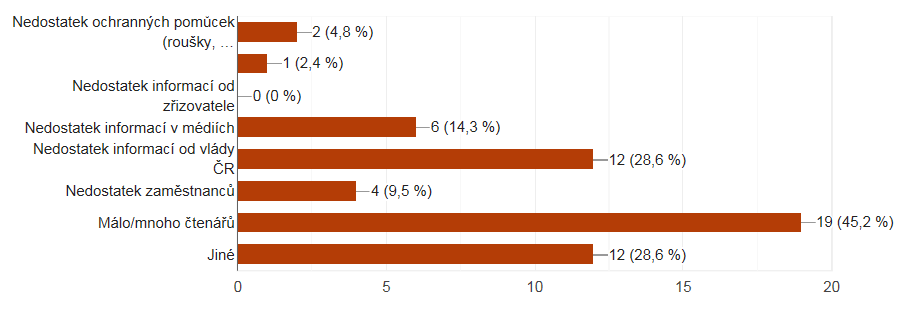 Nedostatek ochranných pomůcek
(roušky, …
2 (4,8 %)
1 (2,4 %)
Nedostatek informací od
zřizovatele
0 (0 %)
Nedostatek informací v médiích
6 (14,3 %)
Nedostatek informací od vlády
ČR
12 (28,6 %)
Nedostatek zaměstnanců
4 (9,5 %)
Málo/mnoho čtenářů
19 (45,2 %)
Jiné
12 (28,6 %)
0 5 10 15 20